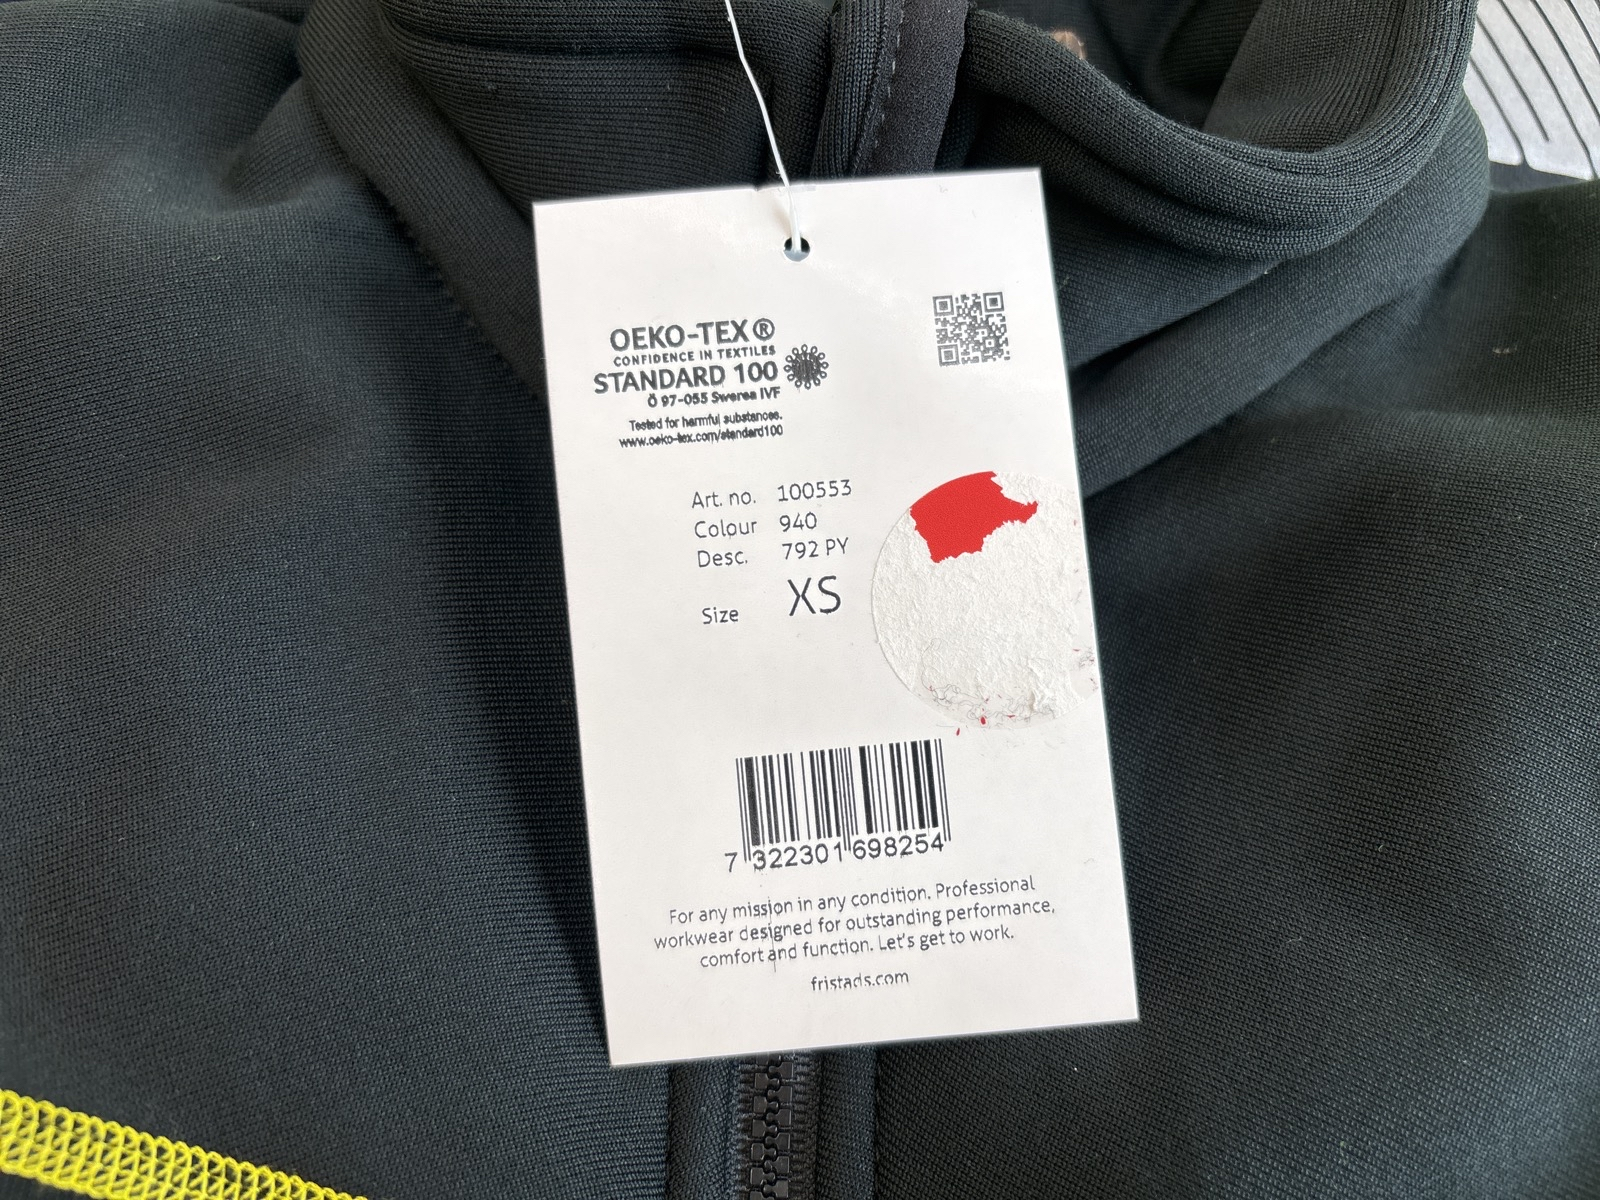 OEKO-TEX®
CONFIDENCE IN TEXTILES
STANDARD 100
Ö 97-055 Swerea IVF
Tested for harmful substances.
www.oeko-tex.com/standard100
Art. no. 100553
Colour 940
Desc. 792 PY
Size XS
7 322301 698254
For any mission in any condition. Professional
workwear designed for outstanding performance,
comfort and function. Let's get to work.
fristads.com